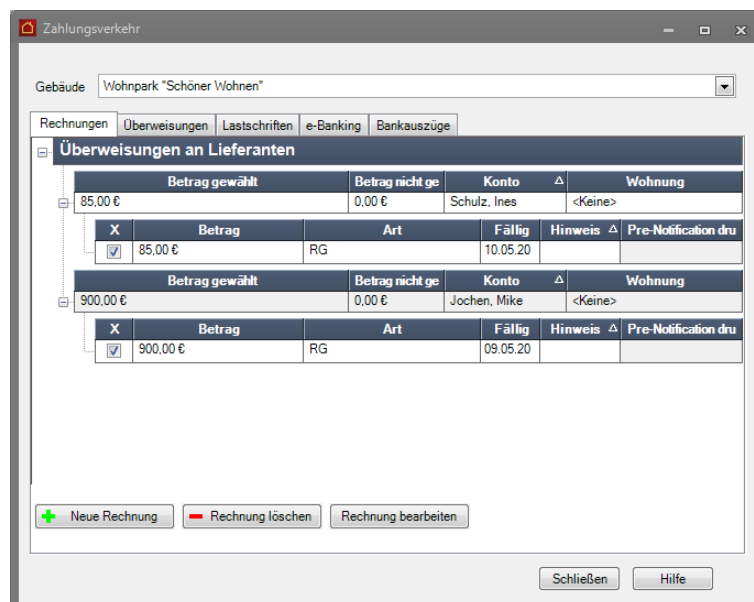 Zahlungsverkehr
Gebäude Wohnpark "Schöner Wohnen"
Rechnungen Überweisungen Lastschriften e-Banking Bankauszüge
Überweisungen an Lieferanten
Betrag gewählt Betrag nicht ge Konto Wohnung
85,00 € 0,00 € Schulz, Ines <Keine>
X Betrag Art Fällig Hinweis Pre-Notification dru
85,00 € RG 10.05.20
Betrag gewählt Betrag nicht ge Konto Wohnung
900,00 € 0,00 € Jochen, Mike <Keine>
X Betrag Art Fällig Hinweis Pre-Notification dru
900,00 € RG 09.05.20
Neue Rechnung Rechnung löschen Rechnung bearbeiten
Schließen Hilfe